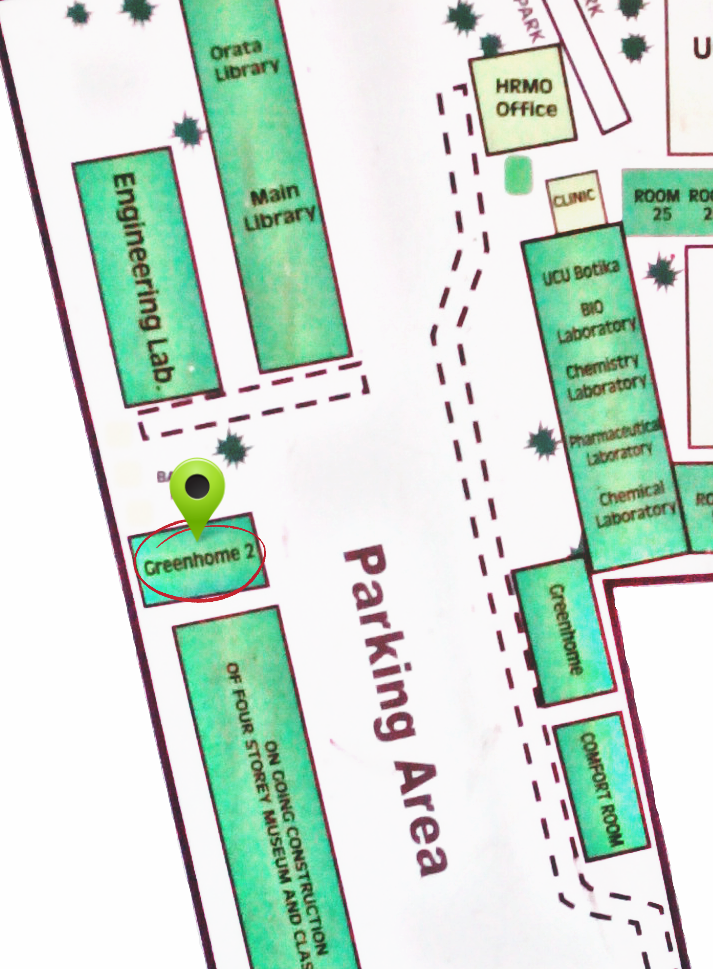 PARK
RK
Orata
Library
HRMO
Office
U
Engineering Lab.
Main
Library
CLINIC
ROOM
25
ROO
2
UCU Botika
BIO
Laboratory
Chemistry
Laboratory
Pharmaceutical
Laboratory
Chemical
Laboratory
RO
BA
Greenhome 2
Greenhome
Parking Area
COMFORT ROOM
ON GOING CONSTRUCTION
OF FOUR STOREY MUSEUM AND CLAS